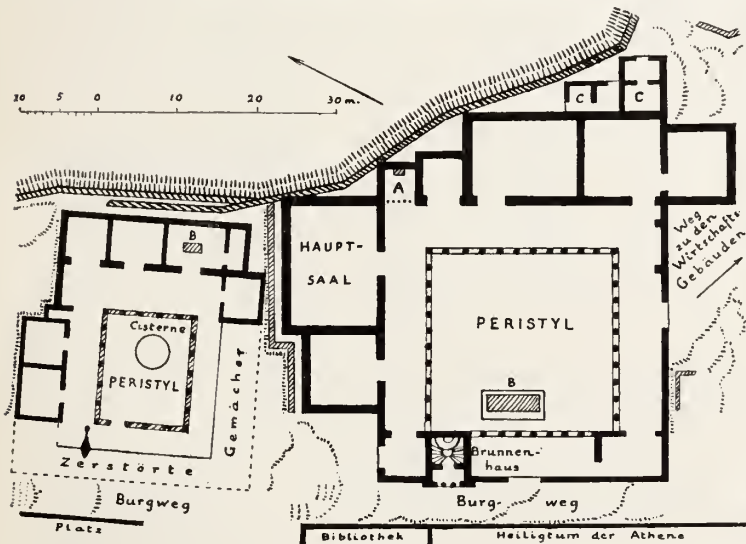 10 5 0 10 20 30 m.
C C
A
B
HAUPT-
SAAL
Weg
zu den
Wirtschafts-
Gebäuden
Cisterne
PERISTYL
PERISTYL
Gemächer
B
Zerstörte
Brunnen-
haus
Burgweg
Burg- weg
Platz
Bibliothek
Heiligtum der Athene